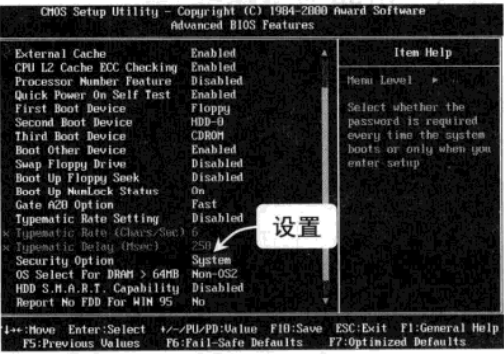 CMOS Setup Utility - Copyright (C) 1984-2000 Award Software
Advanced BIOS Features
External Cache Enabled
CPU L2 Cache ECC Checking Enabled
Processor Number Feature Disabled
Quick Power On Self Test Enabled
First Boot Device Floppy
Second Boot Device HDD-0
Third Boot Device CDROM
Boot Other Device Enabled
Swap Floppy Drive Disabled
Boot Up Floppy Seek Disabled
Boot Up NumLock Status On
Gate A20 Option Fast
Typematic Rate Setting Disabled
x Typematic Rate (Chars/Sec) 6
x Typematic Delay (Msec) 250
Security Option System
OS Select For DRAM > 64MB Non-OS2
HDD S.M.A.R.T. Capability Disabled
Report No FDD For WIN 95 No
设置
Item Help
Menu Level ►
Select whether the
password is required
every time the system
boots or only when you
enter setup
↑↓→←:Move Enter:Select +/-/PU/PD:Value F10:Save ESC:Exit F1:General Help
F5:Previous Values F6:Fail-Safe Defaults F7:Optimized Defaults